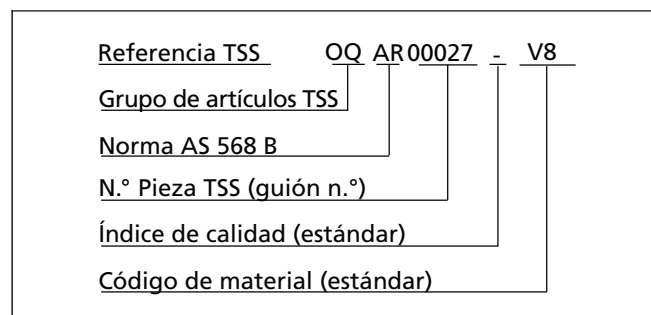 Referencia TSS OQ AR 00027 - V8
Grupo de artículos TSS
Norma AS 568 B
N.° Pieza TSS (guión n.°)
Índice de calidad (estándar)
Código de material (estándar)